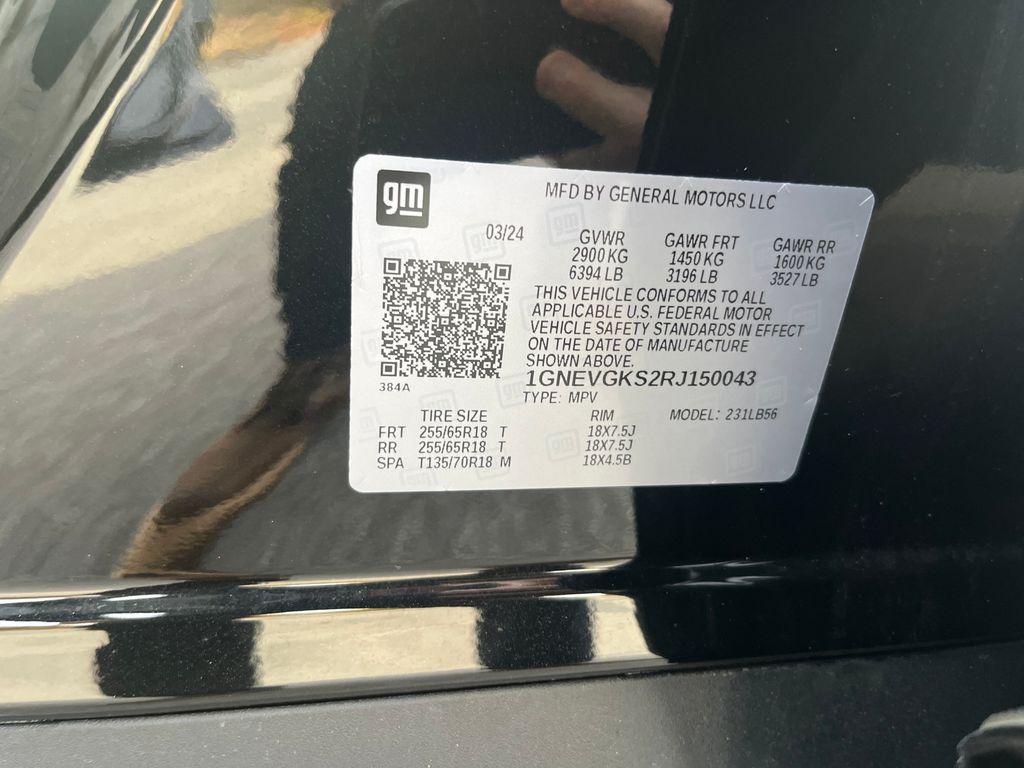 gm
MFD BY GENERAL MOTORS LLC
03/24
GVWR GAWR FRT GAWR RR
2900 KG 1450 KG 1600 KG
6394 LB 3196 LB 3527 LB
THIS VEHICLE CONFORMS TO ALL
APPLICABLE U.S. FEDERAL MOTOR
VEHICLE SAFETY STANDARDS IN EFFECT
ON THE DATE OF MANUFACTURE
SHOWN ABOVE.
1GNEVGKS2RJ150043
384A
TYPE: MPV
TIRE SIZE RIM MODEL: 231LB56
FRT 255/65R18 T 18X7.5J
RR 255/65R18 T 18X7.5J
SPA T135/70R18 M 18X4.5B